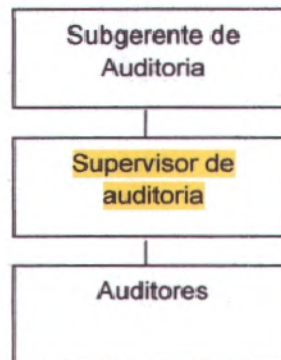 Subgerente de
Auditoria
Supervisor de
auditoria
Auditores